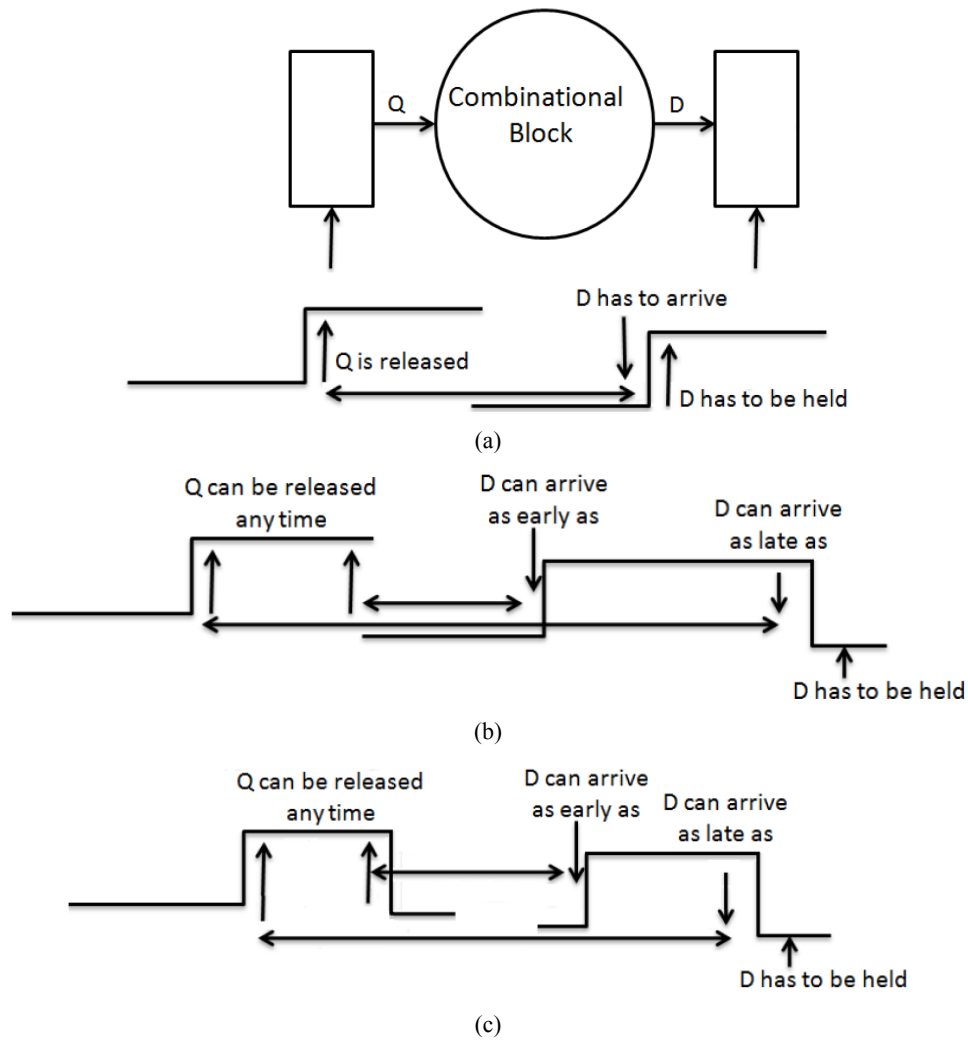 Q
Combinational
Block
D
D has to arrive
Q is released
D has to be held
(a)
Q can be released
any time
D can arrive
as early as
D can arrive
as late as
D has to be held
(b)
Q can be released
any time
D can arrive
as early as
D can arrive
as late as
D has to be held
(c)